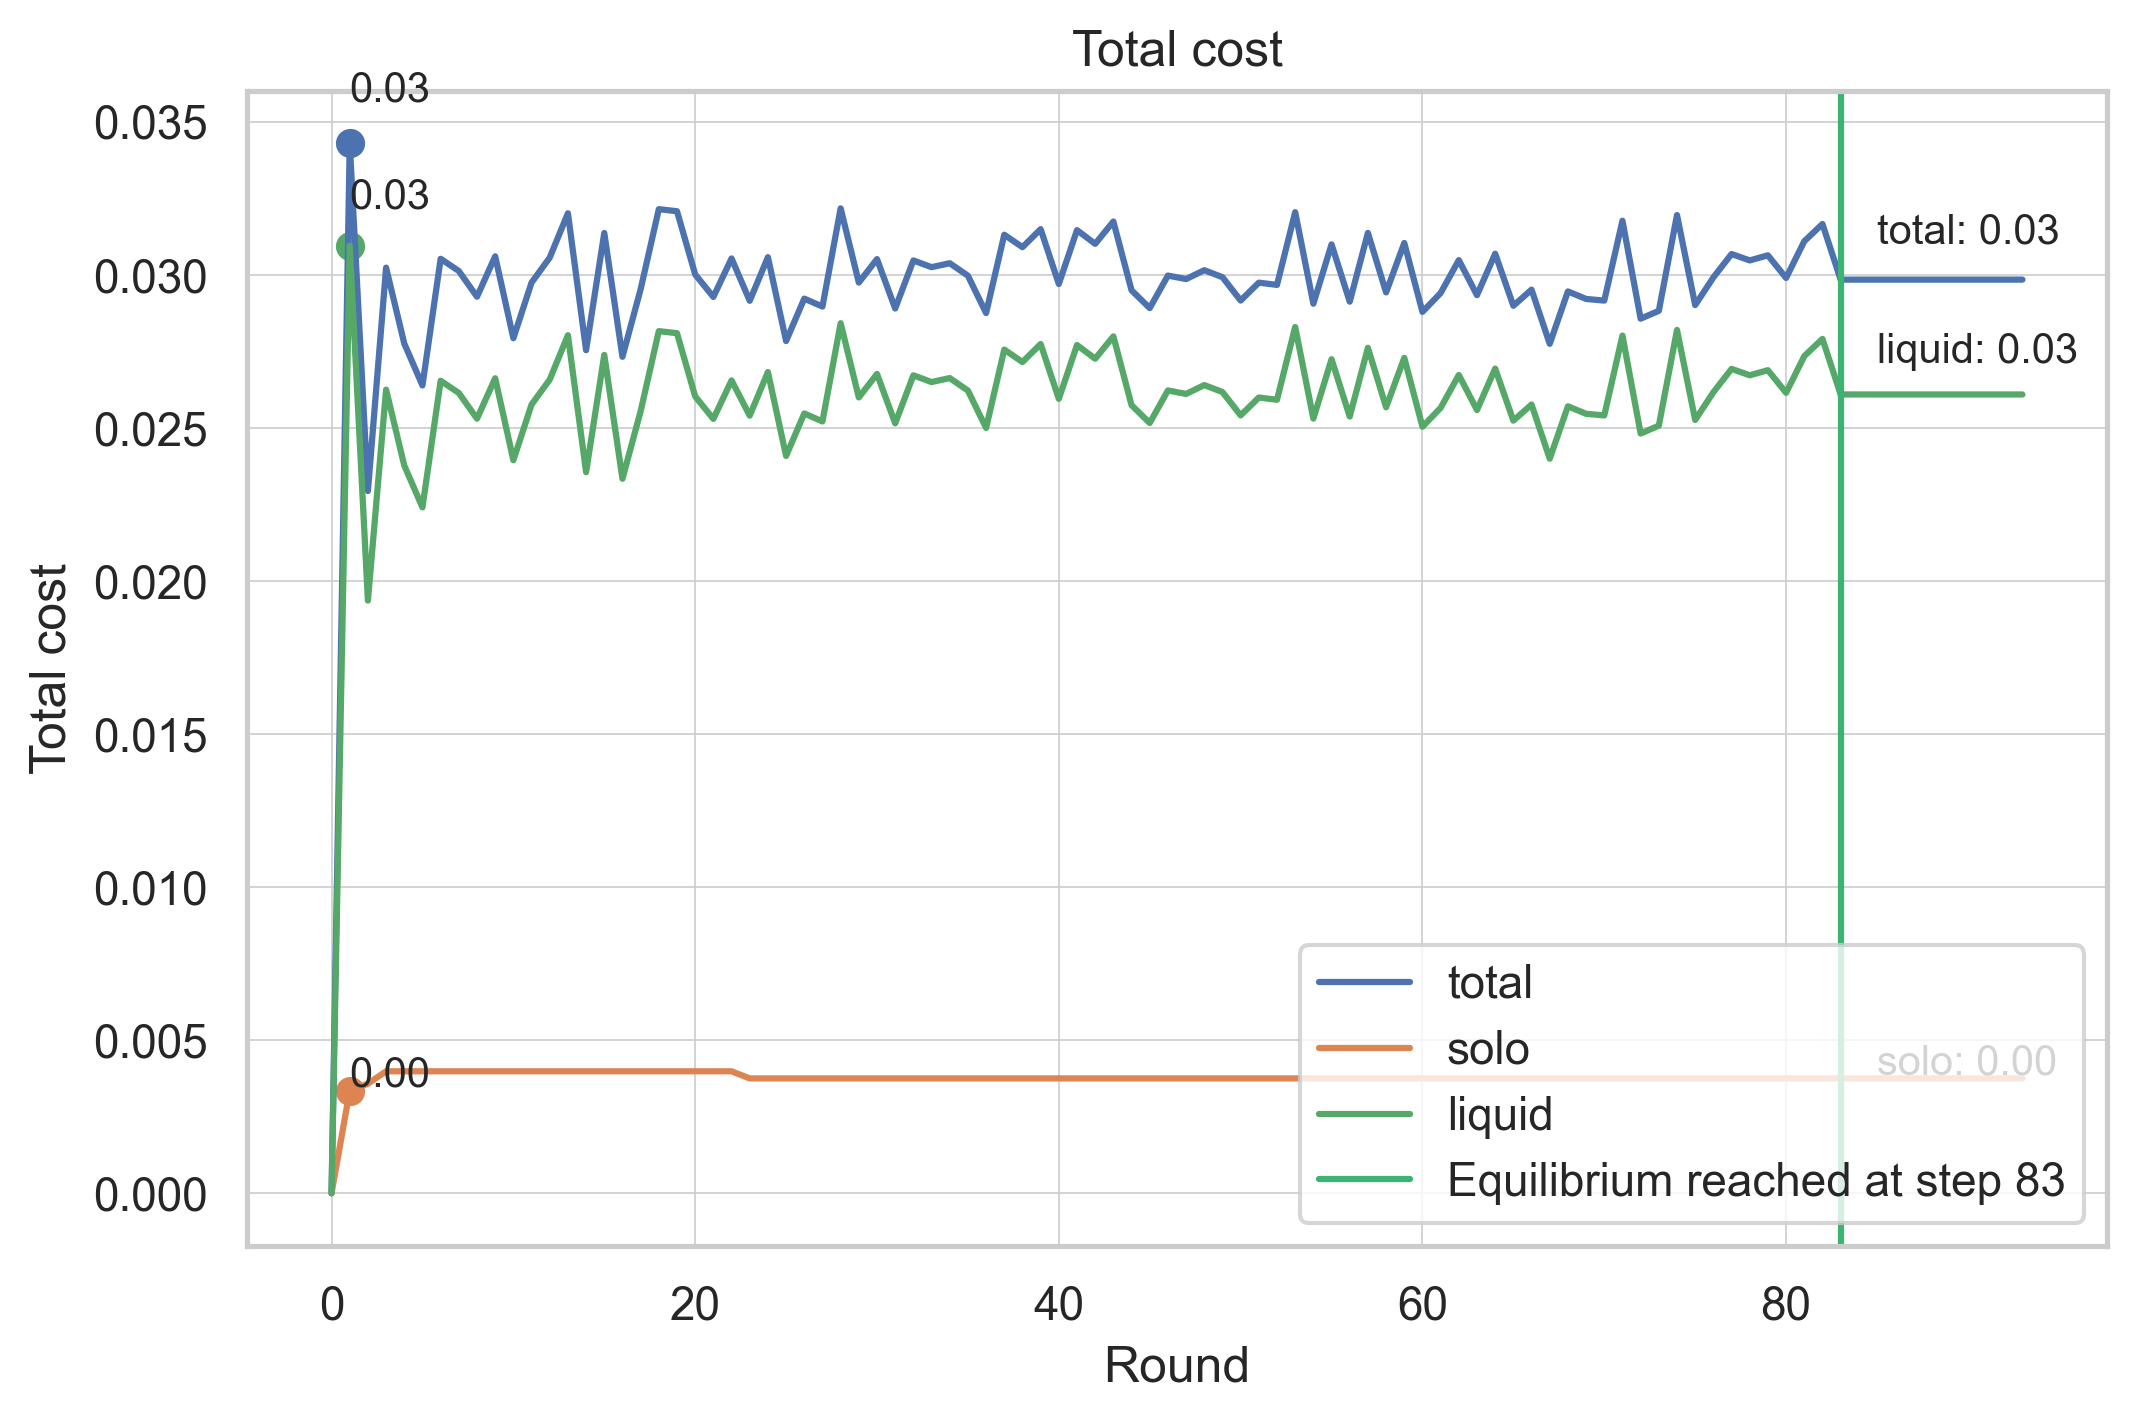 Total cost
0.03
0.035
0.03
total: 0.03
0.030
liquid: 0.03
0.025
0.020
Total cost
0.015
0.010
total
0.005
solo
solo: 0.00
0.00
liquid
0.000
Equilibrium reached at step 83
0
20
40
60
80
Round